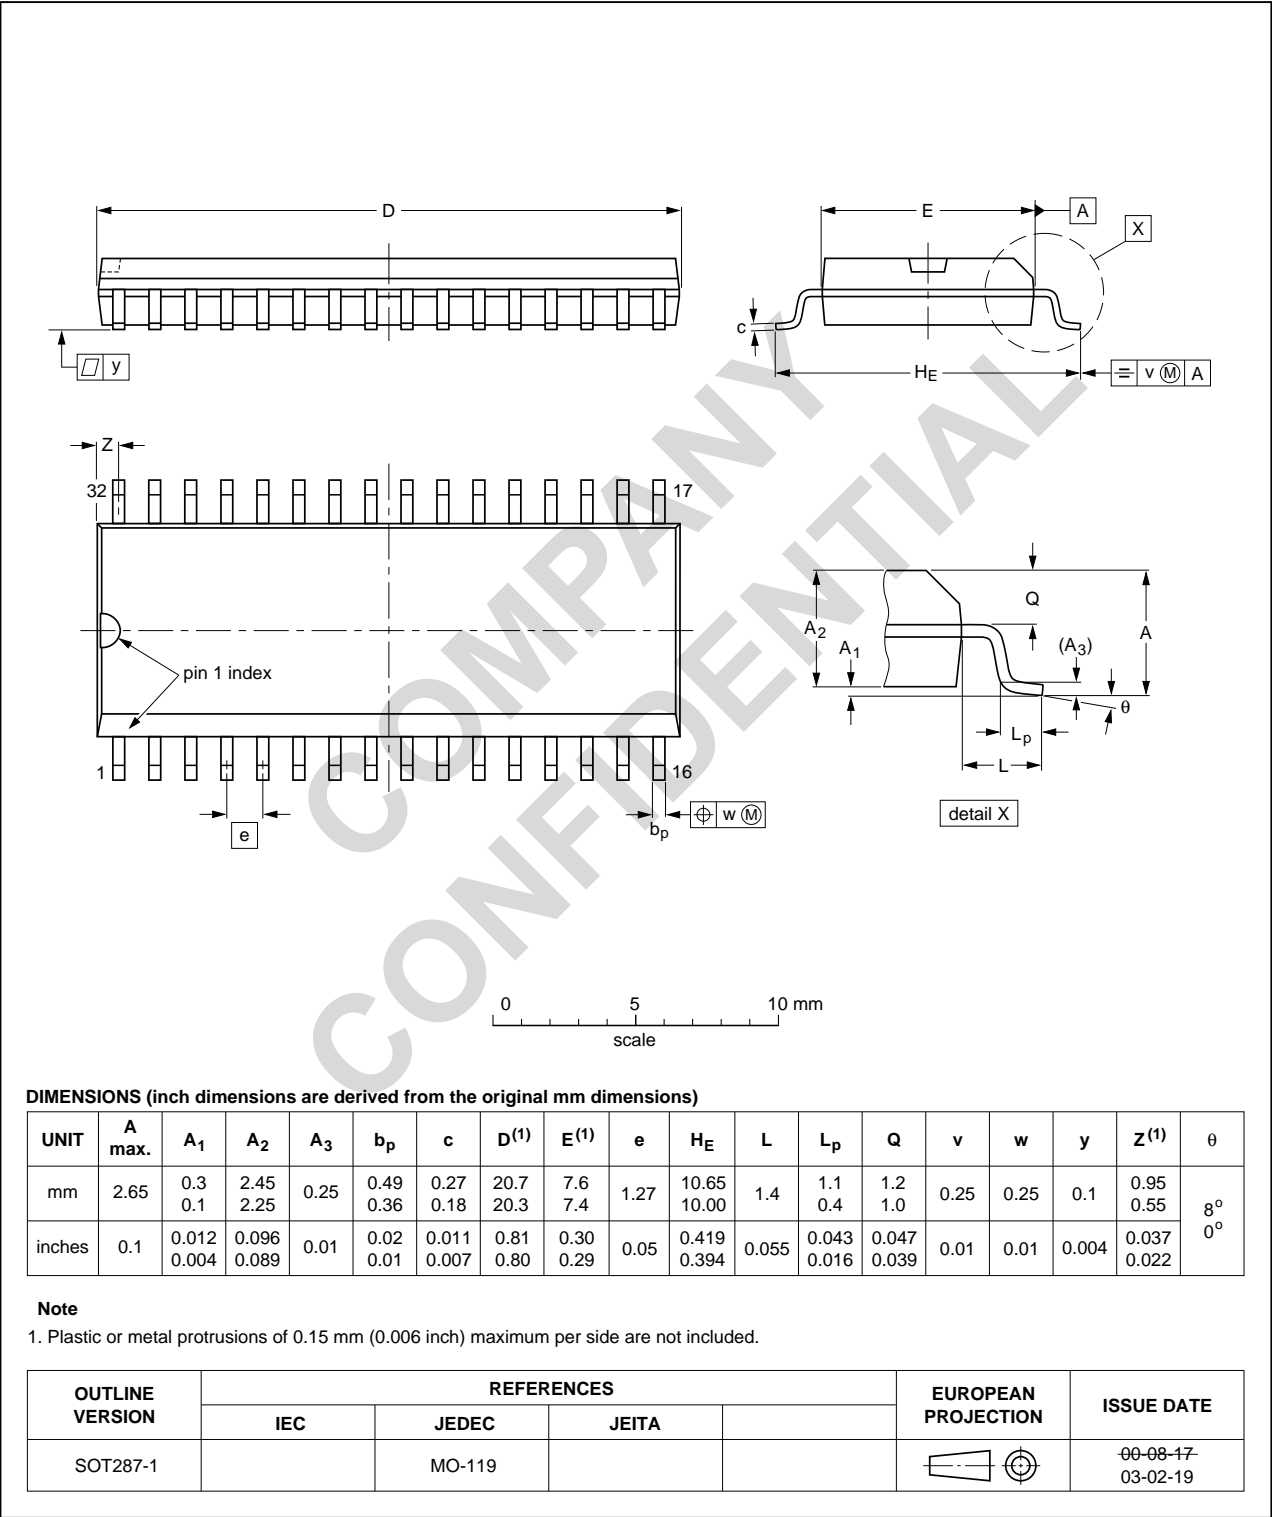 D
E
A
X
c
y
HE
v M A
Z
32
17
pin 1 index
1
16
e
bp
w M
Q
A2
A1
(A3)
A
θ
Lp
L
detail X
COMPANY
CONFIDENTIAL
0 5 10 mm
scale
DIMENSIONS (inch dimensions are derived from the original mm dimensions)
UNIT A max. A1 A2 A3 bp c D(1) E(1) e HE L Lp Q v w y Z(1) θ
mm 2.65 0.3 0.1 2.45 2.25 0.25 0.49 0.36 0.27 0.18 20.7 20.3 7.6 7.4 1.27 10.65 10.00 1.4 1.1 0.4 1.2 1.0 0.25 0.25 0.1 0.95 0.55 8o 0o
inches 0.1 0.012 0.004 0.096 0.089 0.01 0.02 0.01 0.011 0.007 0.81 0.80 0.30 0.29 0.05 0.419 0.394 0.055 0.043 0.016 0.047 0.039 0.01 0.01 0.004 0.037 0.022
Note
1. Plastic or metal protrusions of 0.15 mm (0.006 inch) maximum per side are not included.
OUTLINE VERSION REFERENCES EUROPEAN PROJECTION ISSUE DATE
IEC JEDEC JEITA
SOT287-1 MO-119 00-08-17
03-02-19